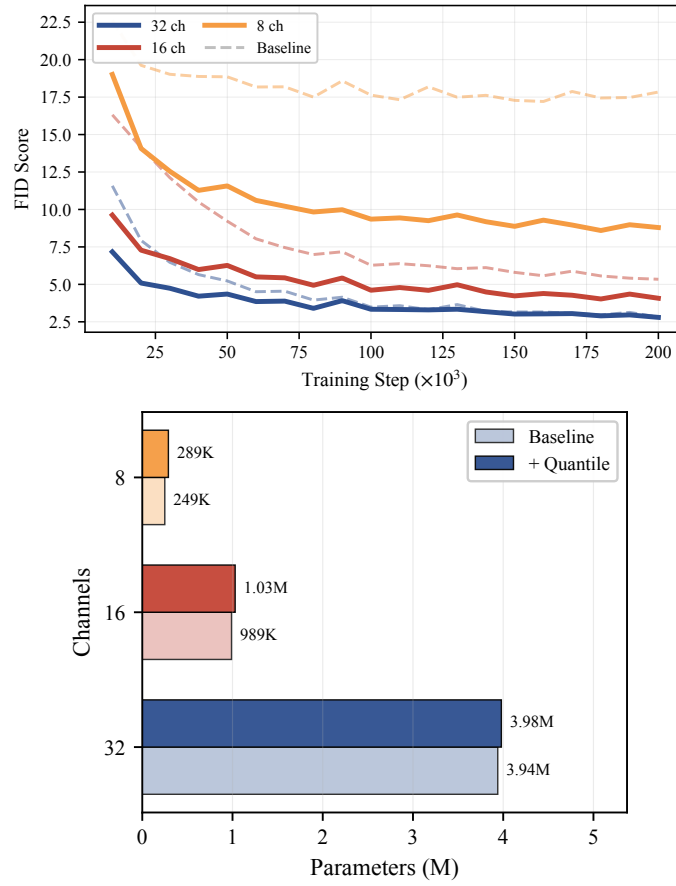 22.5
20.0
17.5
15.0
12.5
10.0
7.5
5.0
2.5
FID Score
32 ch
8 ch
16 ch
Baseline
25 50 75 100 125 150 175 200
Training Step (×10³)
Baseline
+ Quantile
Channels
8
289K
249K
16
1.03M
989K
32
3.98M
3.94M
0 1 2 3 4 5
Parameters (M)